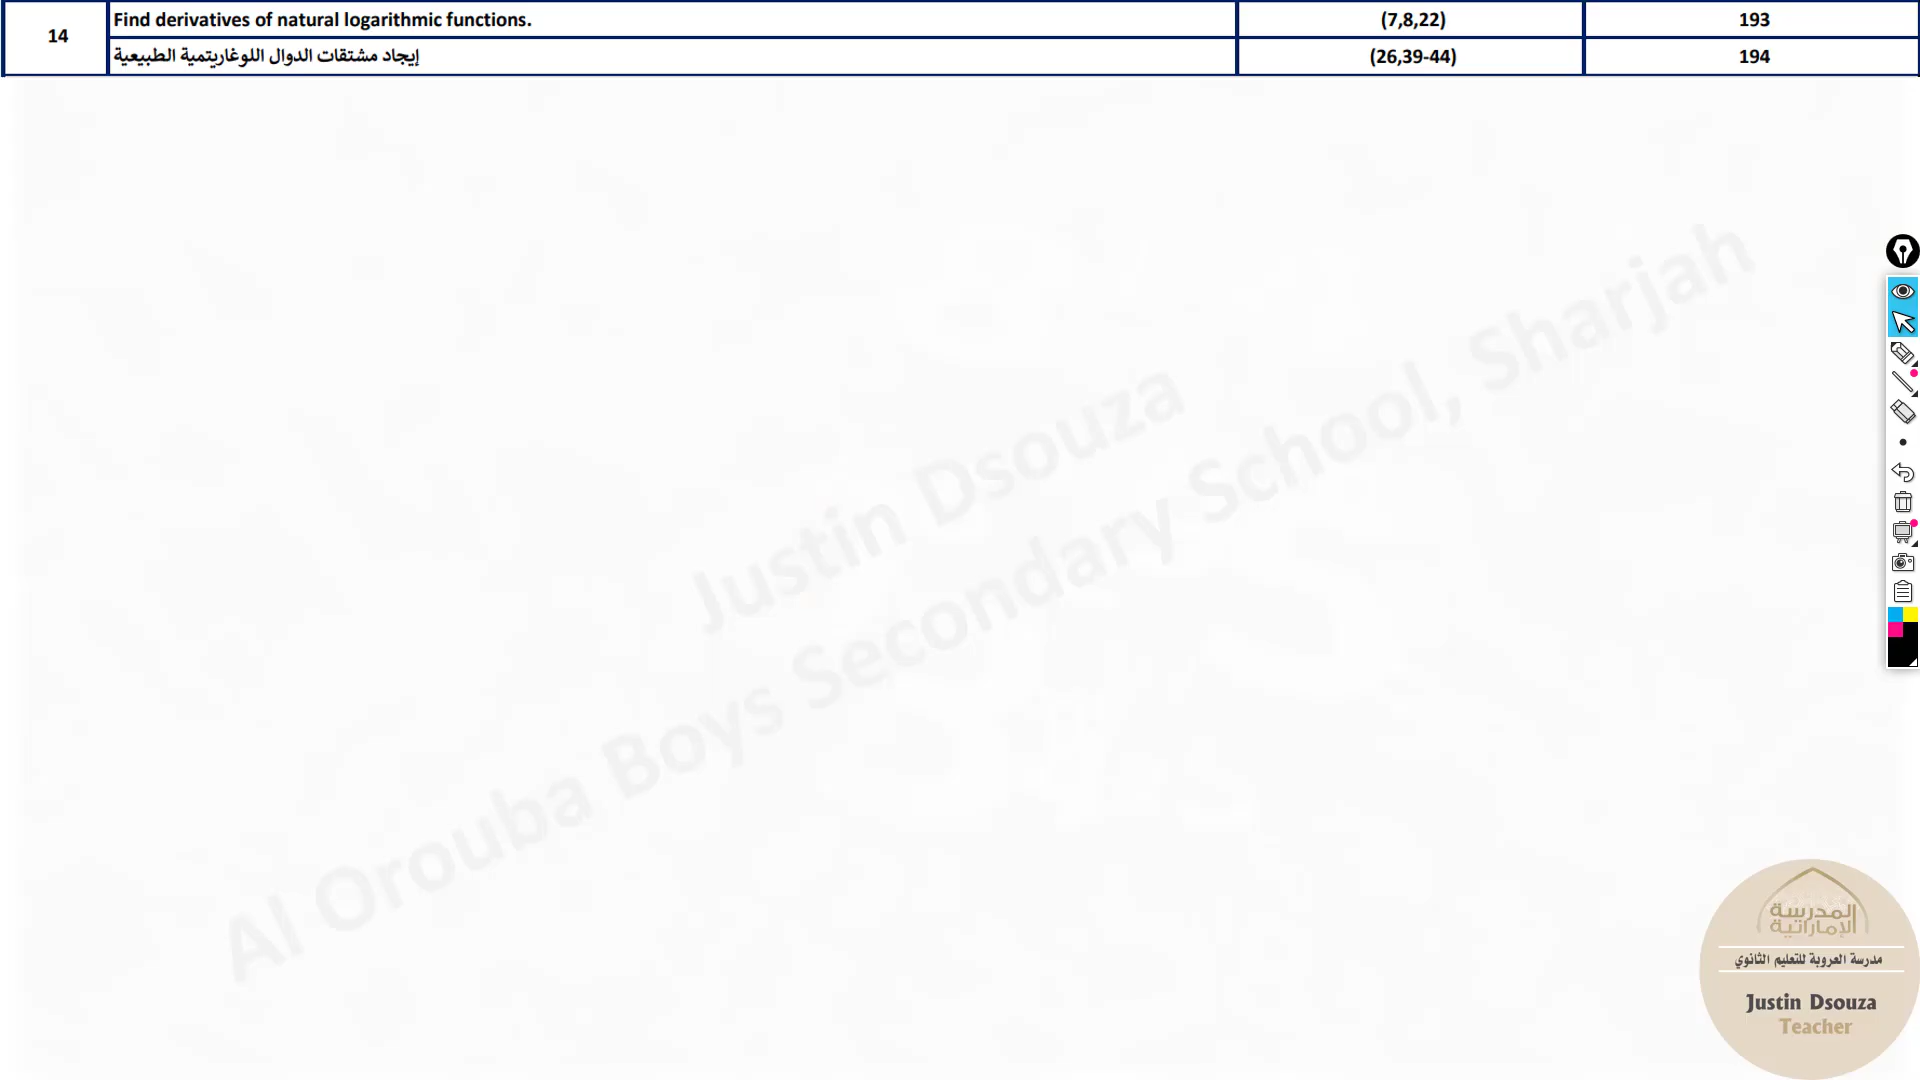 14
Find derivatives of natural logarithmic functions.
(7,8,22)
193
إيجاد مشتقات الدوال اللوغاريتمية الطبيعية
(26,39-44)
194
Justin Dsouza
Al Orouba Boys Secondary School, Sharjah
المدرسة
الإماراتية
مدرسة العروبة للتعليم الثانوي
Justin Dsouza
Teacher